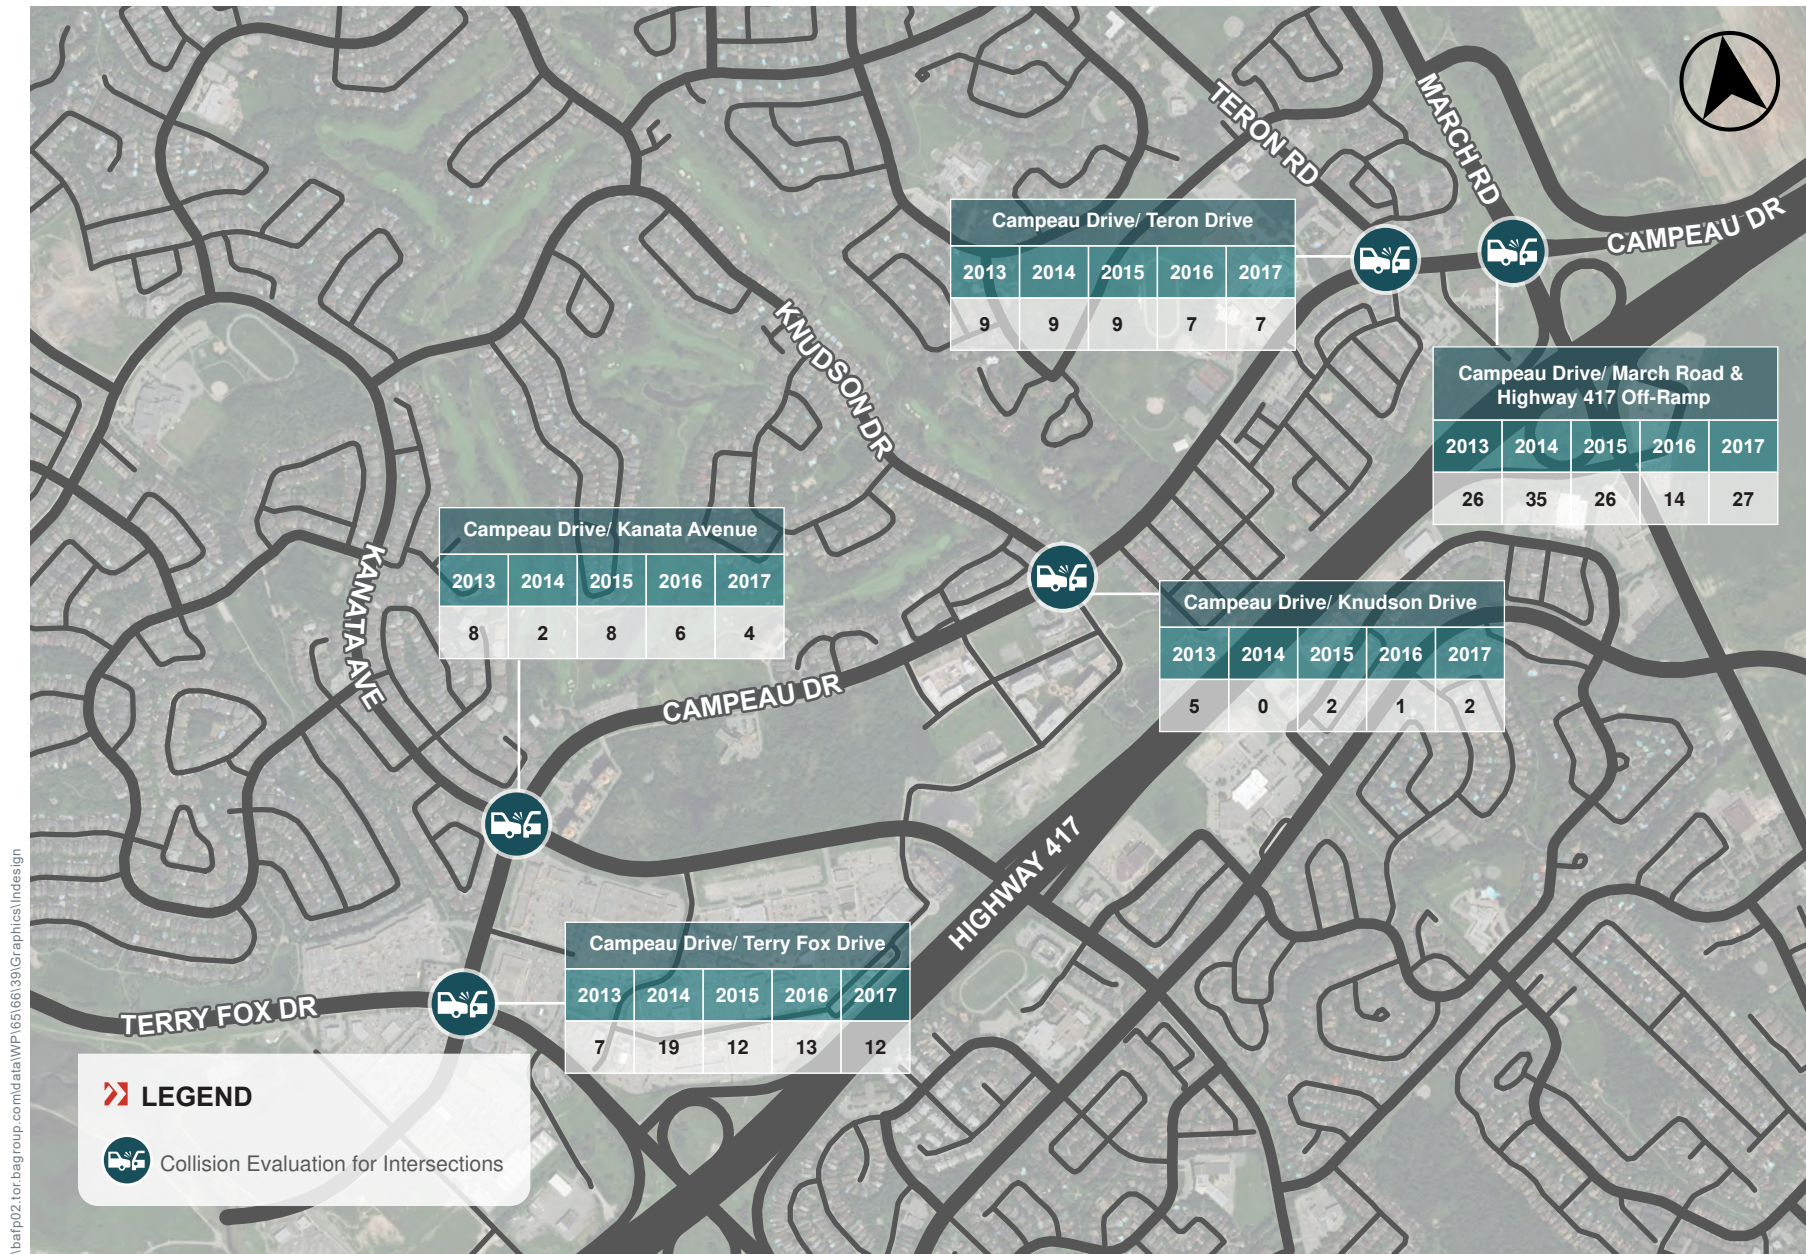 TERON RD
MARCH RD
CAMPEAU DR
Campeau Drive/ Teron Drive
2013 2014 2015 2016 2017
9 9 9 7 7
Campeau Drive/ March Road &
Highway 417 Off-Ramp
2013 2014 2015 2016 2017
26 35 26 14 27
KNUDSON DR
Campeau Drive/ Kanata Avenue
2013 2014 2015 2016 2017
8 2 8 6 4
KANATA AVE
Campeau Drive/ Knudson Drive
2013 2014 2015 2016 2017
5 0 2 1 2
CAMPEAU DR
HIGHWAY 417
Campeau Drive/ Terry Fox Drive
2013 2014 2015 2016 2017
7 19 12 13 12
TERRY FOX DR
LEGEND
Collision Evaluation for Intersections
\bafp02.tor.bagroup.com\data\WP\65\66\39\Graphics\Indesign